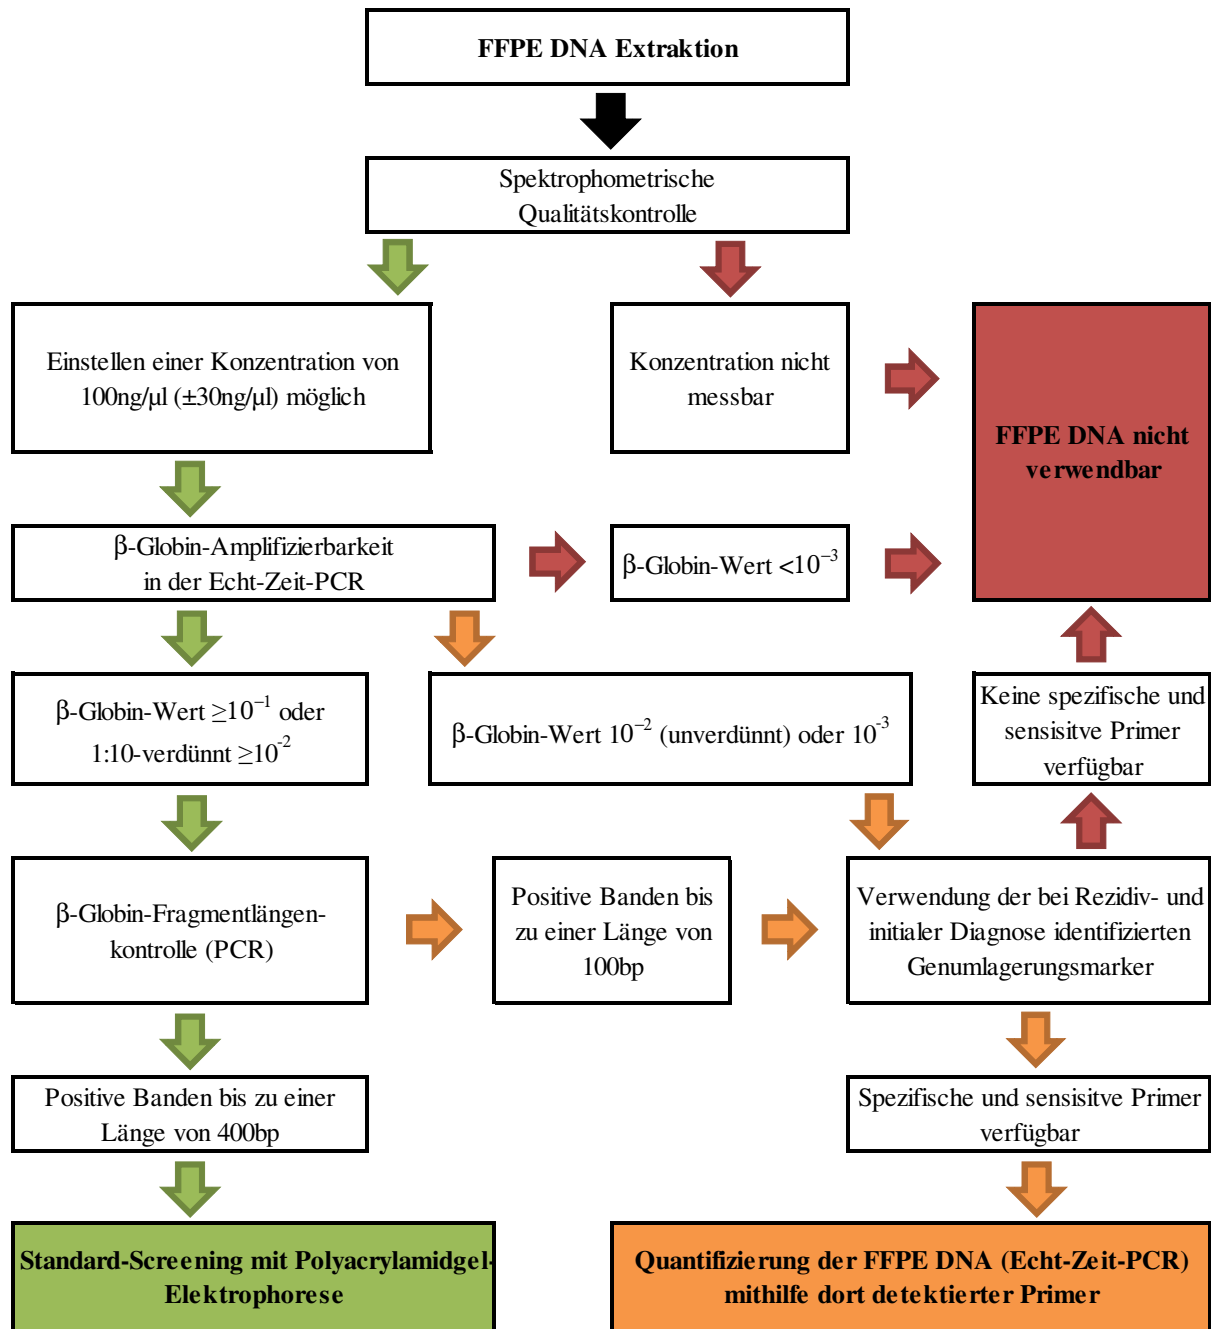 FFPE DNA Extraktion
Spektrophometrische
Qualitätskontrolle
Einstellen einer Konzentration von
100ng/µl (±30ng/µl) möglich
Konzentration nicht
messbar
FFPE DNA nicht
verwendbar
β-Globin-Amplifizierbarkeit
in der Echt-Zeit-PCR
β-Globin-Wert <10⁻³
β-Globin-Wert ≥10⁻¹ oder
1:10-verdünnt ≥10⁻²
β-Globin-Wert 10⁻² (unverdünnt) oder 10⁻³
Keine spezifische und
sensisitve Primer
verfügbar
β-Globin-Fragmentlängen-
kontrolle (PCR)
Positive Banden bis
zu einer Länge von
100bp
Verwendung der bei Rezidiv- und
initialer Diagnose identifizierten
Genumlagerungsmarker
Positive Banden bis zu einer
Länge von 400bp
Spezifische und sensisitve Primer
verfügbar
Standard-Screening mit Polyacrylamidgel-
Elektrophorese
Quantifizierung der FFPE DNA (Echt-Zeit-PCR)
mithilfe dort detektierter Primer